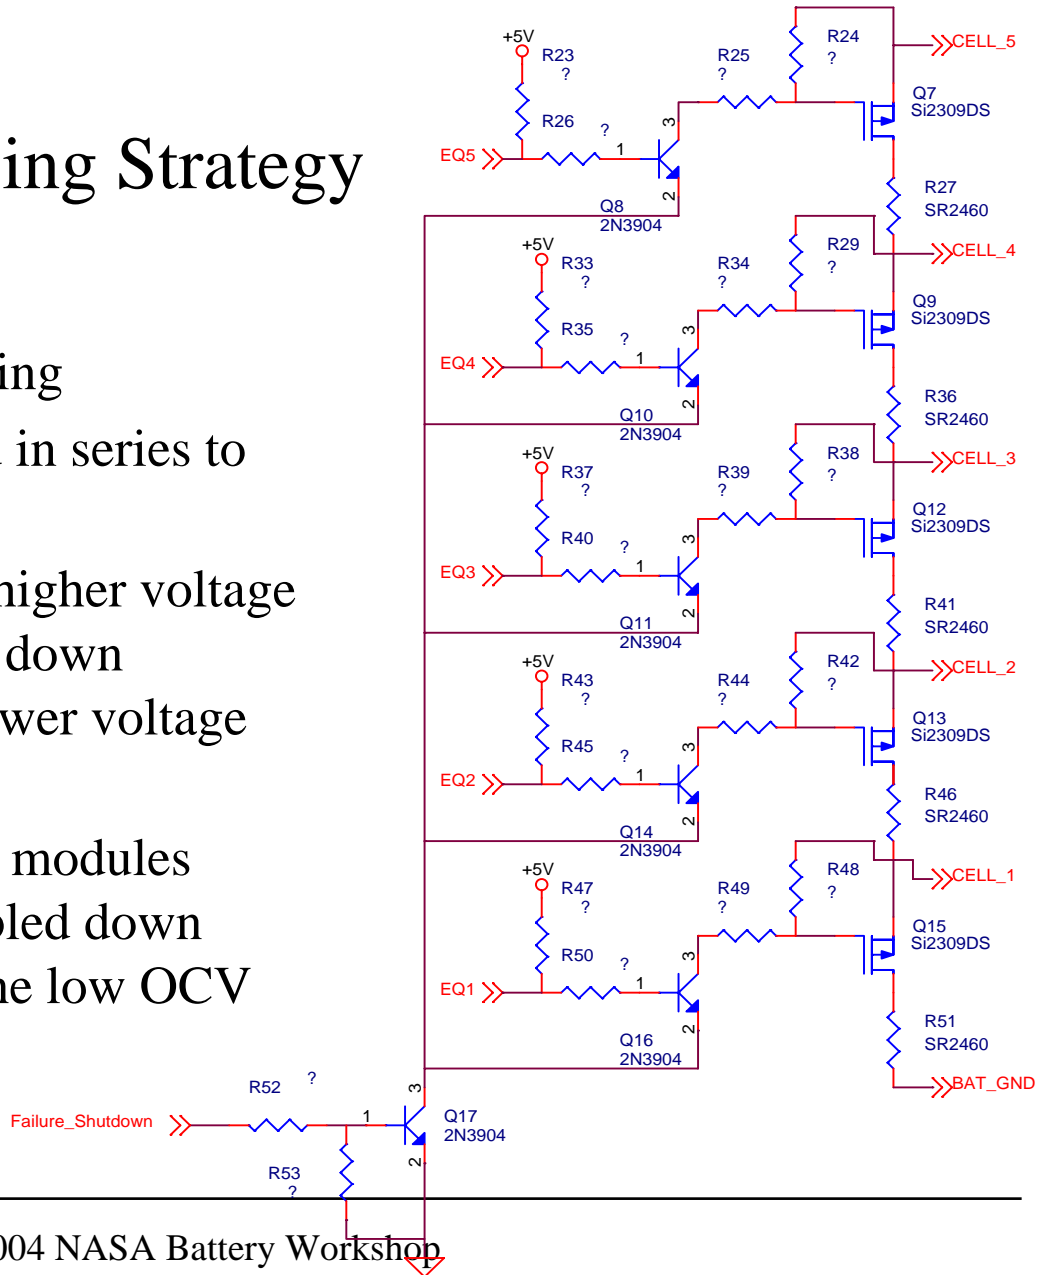 ing Strategy
ing
in series to
higher voltage
down
wer voltage
modules
led down
ne low OCV
+5V
R23
?
R26
?
EQ5
1
3
2
Q8
2N3904
R25
?
R24
?
CELL_5
Q7
Si2309DS
R27
SR2460
+5V
R33
?
R35
?
EQ4
1
3
2
Q10
2N3904
R34
?
R29
?
CELL_4
Q9
Si2309DS
R36
SR2460
+5V
R37
?
R40
?
EQ3
1
3
2
Q11
2N3904
R39
?
R38
?
CELL_3
Q12
Si2309DS
R41
SR2460
+5V
R43
?
R45
?
EQ2
1
3
2
Q14
2N3904
R44
?
R42
?
CELL_2
Q13
Si2309DS
R46
SR2460
+5V
R47
?
R50
?
EQ1
1
3
2
Q16
2N3904
R49
?
R48
?
CELL_1
Q15
Si2309DS
R51
SR2460
BAT_GND
Failure_Shutdown
R52
?
1
3
2
Q17
2N3904
R53
?
004 NASA Battery Workshop